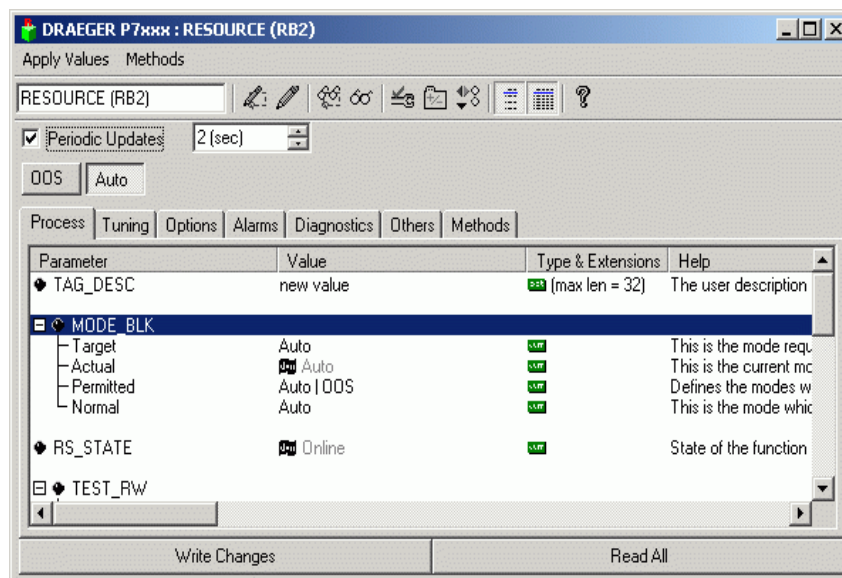 DRAEGER P7xxx : RESOURCE (RB2)
Apply Values Methods
RESOURCE (RB2)
Periodic Updates 2 (sec)
OOS Auto
Process Tuning Options Alarms Diagnostics Others Methods
Parameter Value Type & Extensions Help
TAG_DESC new value (max len = 32) The user description
MODE_BLK
Target Auto This is the mode requ
Actual Auto This is the current mo
Permitted Auto | OOS Defines the modes w
Normal Auto This is the mode whic
RS_STATE Online State of the function
TEST_RW
Write Changes Read All